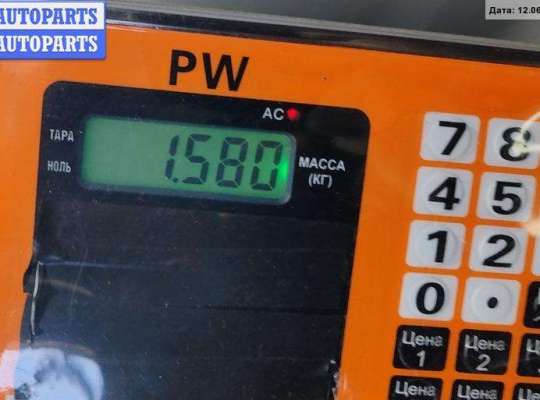 AUTOPARTS
AUTOPARTS
Дата: 12.06
PW
AC
ТАРА
НОЛЬ
1.580
МАССА
(КГ)
7 8
4 5
1 2
0 .
Цена 1
Цена 2
Цена
Цена